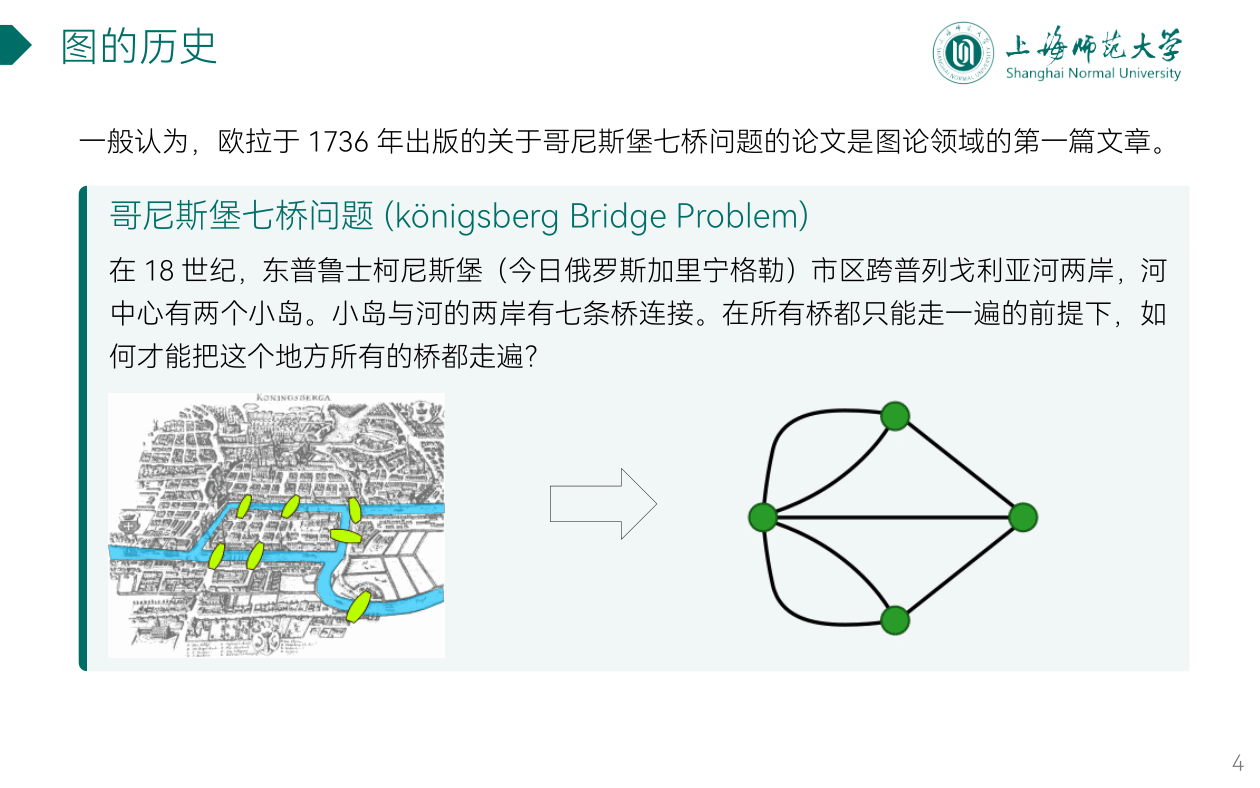 图的历史
上海师范大学
Shanghai Normal University
一般认为，欧拉于 1736 年出版的关于哥尼斯堡七桥问题的论文是图论领域的第一篇文章。
哥尼斯堡七桥问题 (königsberg Bridge Problem)
在 18 世纪，东普鲁士柯尼斯堡（今日俄罗斯加里宁格勒）市区跨普列戈利亚河两岸，河
中心有两个小岛。小岛与河的两岸有七条桥连接。在所有桥都只能走一遍的前提下，如
何才能把这个地方所有的桥都走遍？
KONINGSBERGA
4